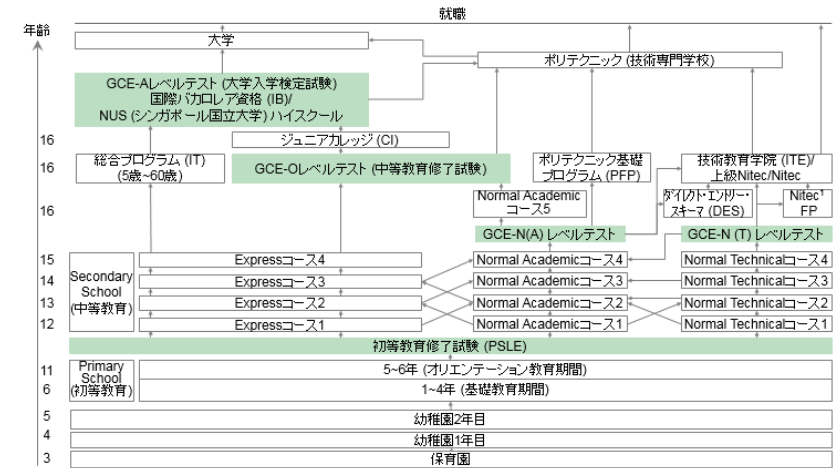 就職
年齢
大学
ポリテクニック (技術専門学校)
GCE-Aレベルテスト (大学入学検定試験)
国際バカロレア資格 (IB)/
NUS (シンガポール国立大学) ハイスクール
16
ジュニアカレッジ (CI)
16
総合プログラム (IT)
(5歳~60歳)
GCE-Oレベルテスト (中等教育修了試験)
ポリテクニック基礎
プログラム (PFP)
技術教育学院 (ITE)/
上級Nitec/Nitec
16
Normal Academic
コース5
ダイレクト・エントリー・
スキーマ (DES)
Nitec1
FP
GCE-N(A) レベルテスト
GCE-N (T) レベルテスト
15
Expressコース4
Normal Academicコース4
Normal Technicalコース4
Secondary
School
(中等教育)
14
Expressコース3
Normal Academicコース3
Normal Technicalコース3
13
Expressコース2
Normal Academicコース2
Normal Technicalコース2
12
Expressコース1
Normal Academicコース1
Normal Technicalコース1
初等教育修了試験 (PSLE)
11
Primary
School
(初等教育)
5~6年 (オリエンテーション教育期間)
6
1~4年 (基礎教育期間)
5
幼稚園2年目
4
幼稚園1年目
3
保育園